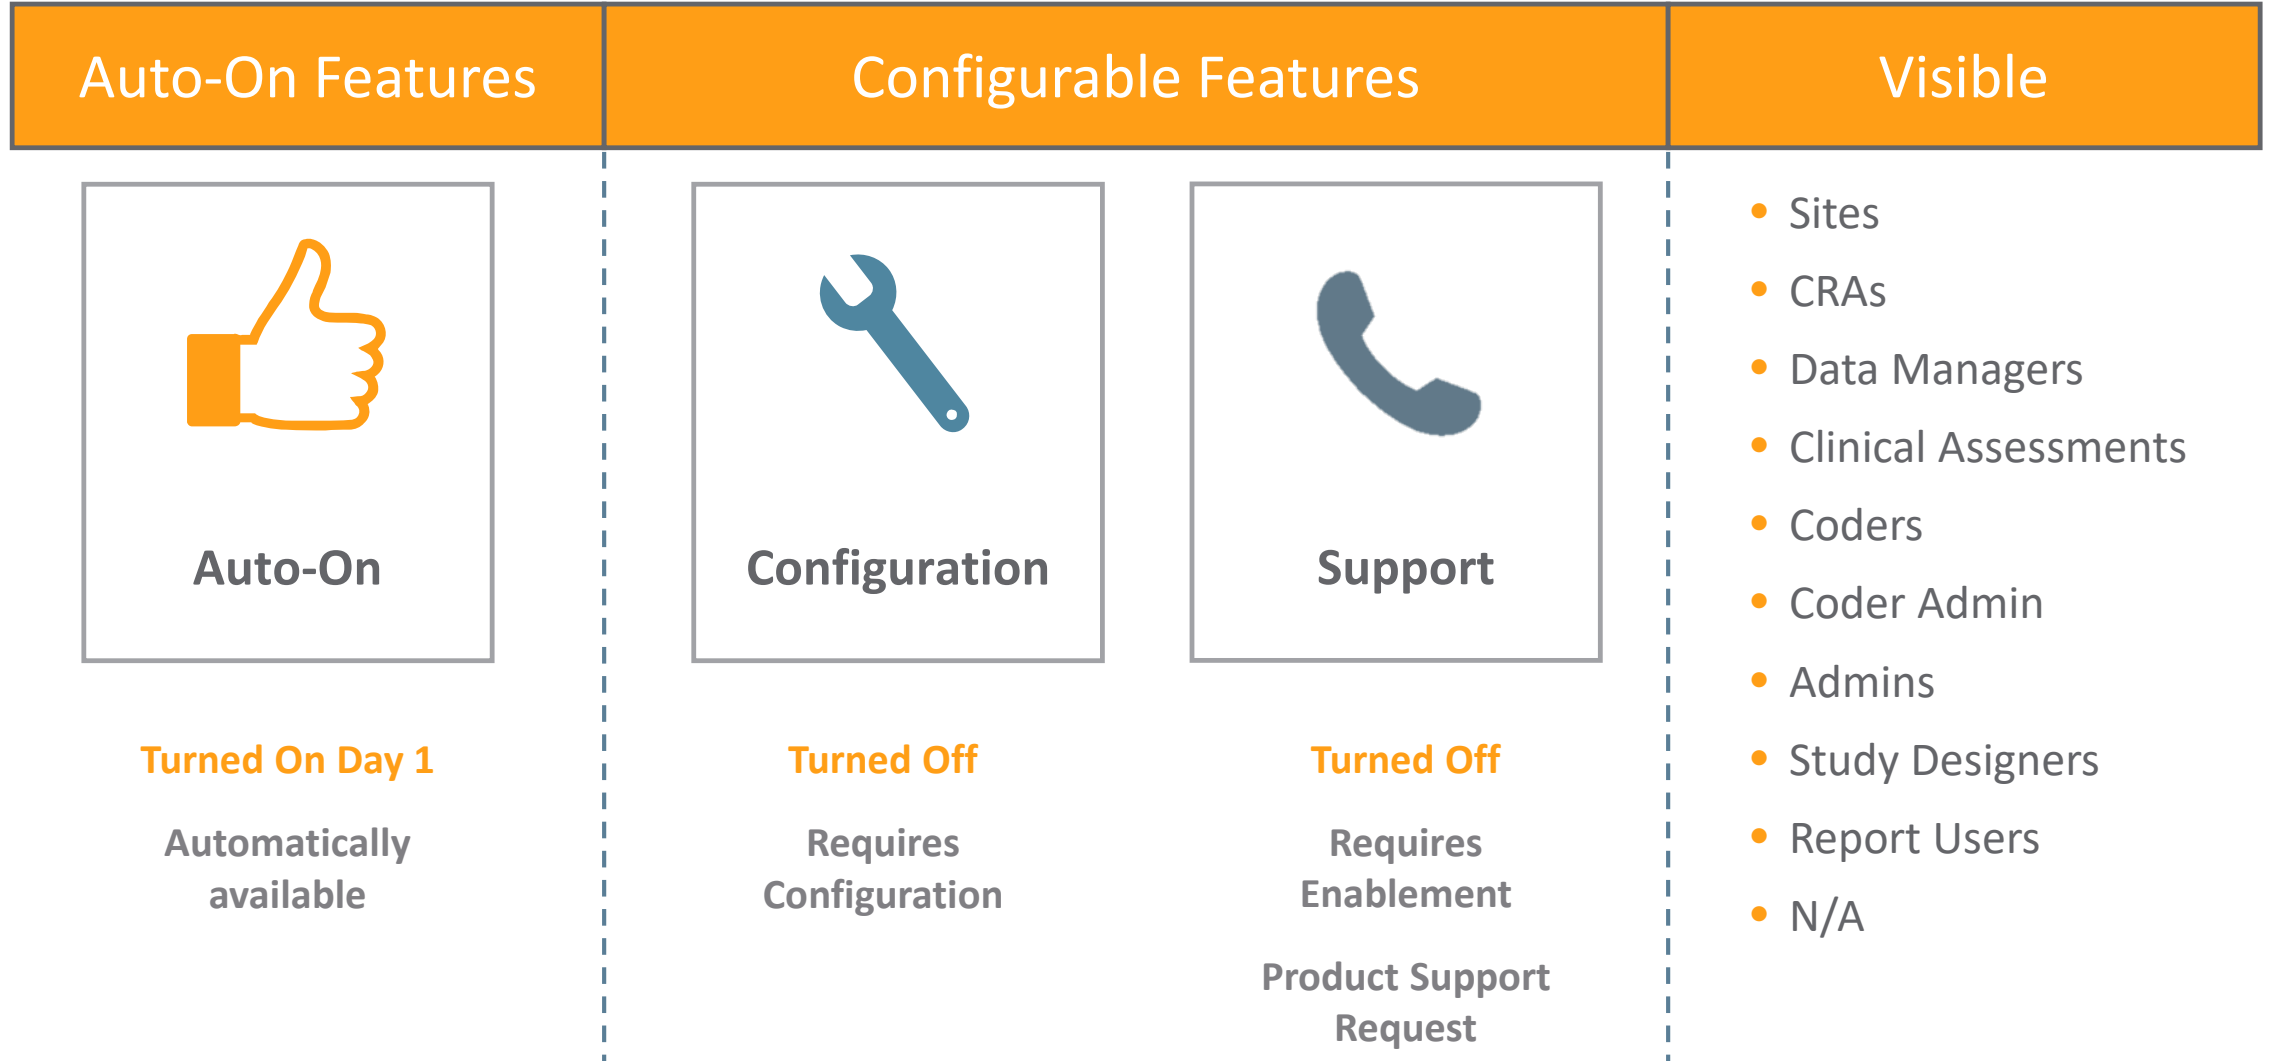 Auto-On Features
Configurable Features
Visible
Auto-On
Turned On Day 1
Automatically
available
Configuration
Turned Off
Requires
Configuration
Support
Turned Off
Requires
Enablement
Product Support
Request
• Sites
• CRAs
• Data Managers
• Clinical Assessments
• Coders
• Coder Admin
• Admins
• Study Designers
• Report Users
• N/A